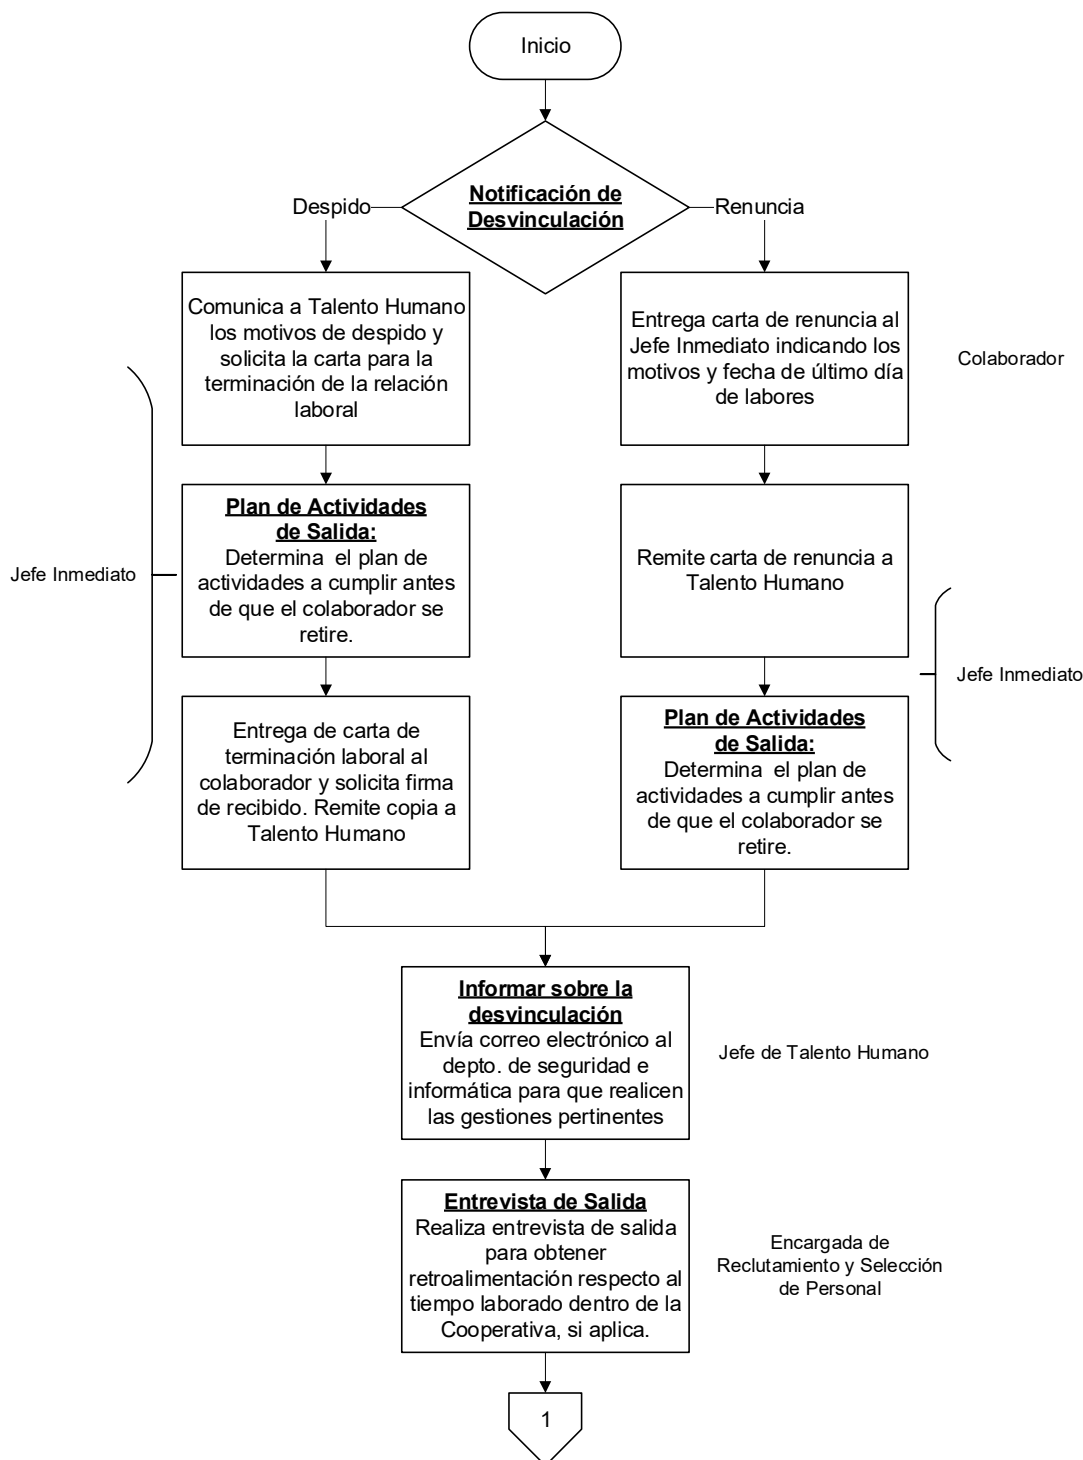 Inicio
Notificación de
Desvinculación
Despido
Renuncia
Comunica a Talento Humano
los motivos de despido y
solicita la carta para la
terminación de la relación
laboral
Entrega carta de renuncia al
Jefe Inmediato indicando los
motivos y fecha de último día
de labores
Colaborador
Jefe Inmediato
Plan de Actividades
de Salida:
Determina el plan de
actividades a cumplir antes
de que el colaborador se
retire.
Remite carta de renuncia a
Talento Humano
Jefe Inmediato
Entrega de carta de
terminación laboral al
colaborador y solicita firma
de recibido. Remite copia a
Talento Humano
Plan de Actividades
de Salida:
Determina el plan de
actividades a cumplir antes
de que el colaborador se
retire.
Informar sobre la
desvinculación
Envía correo electrónico al
depto. de seguridad e
informática para que realicen
las gestiones pertinentes
Jefe de Talento Humano
Entrevista de Salida
Realiza entrevista de salida
para obtener
retroalimentación respecto al
tiempo laborado dentro de la
Cooperativa, si aplica.
Encargada de
Reclutamiento y Selección
de Personal
1